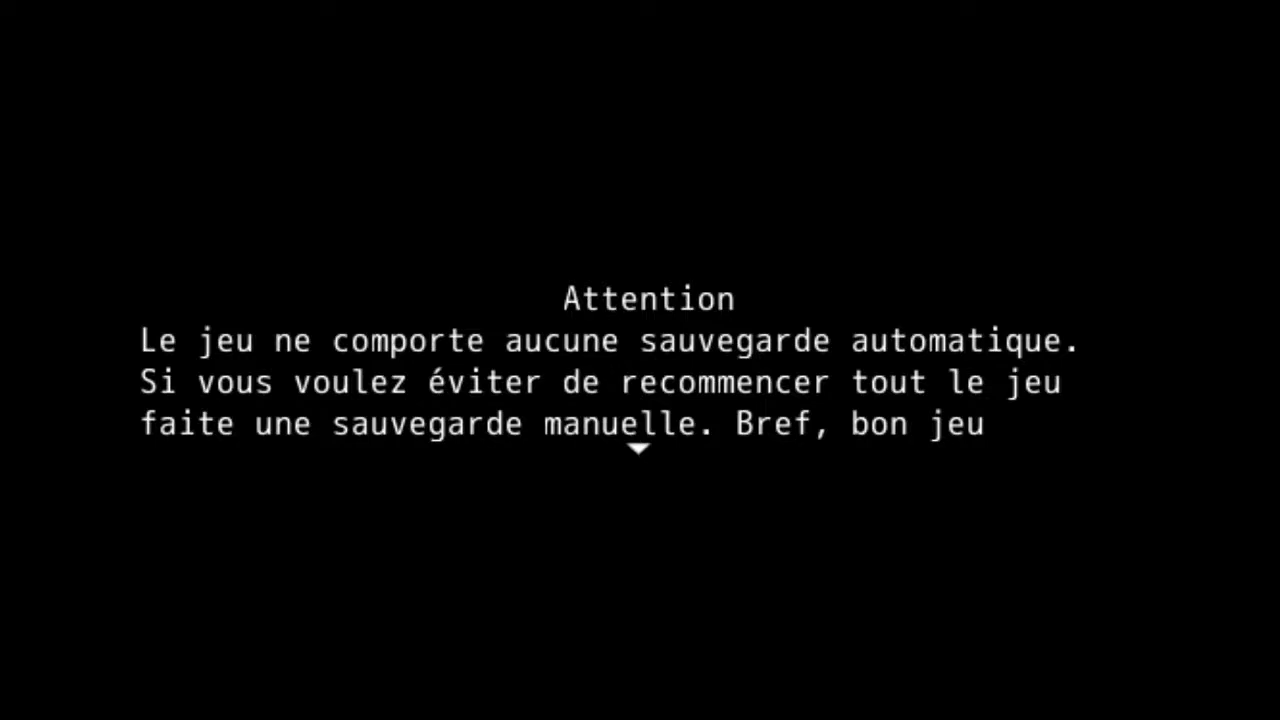 Attention
Le jeu ne comporte aucune sauvegarde automatique.
Si vous voulez éviter de recommencer tout le jeu
faite une sauvegarde manuelle. Bref, bon jeu